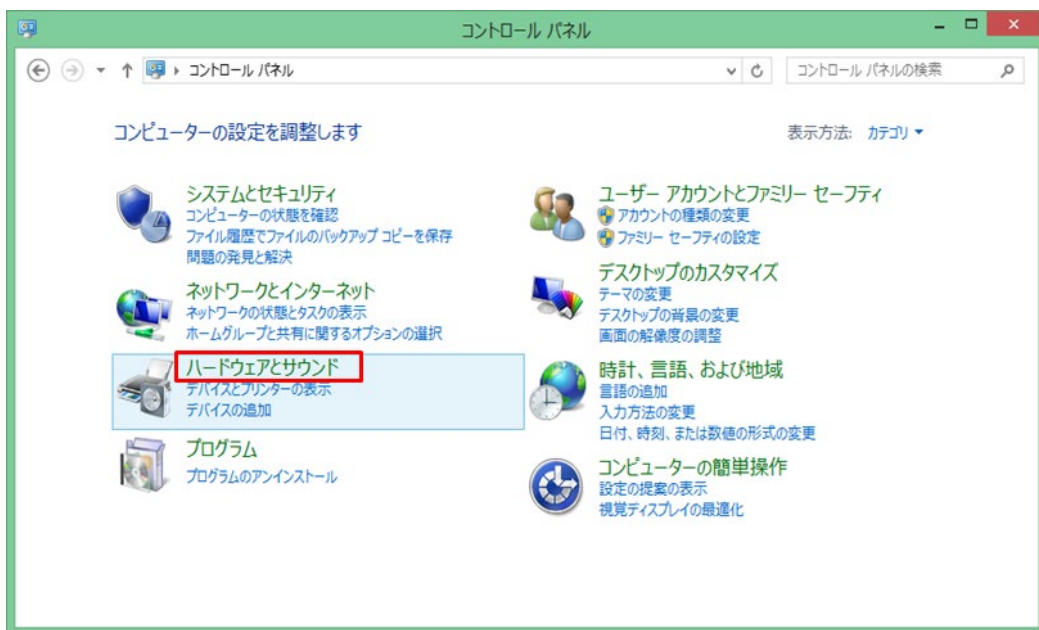 コントロール パネル
コントロール パネル
コントロール パネルの検索
コンピューターの設定を調整します
表示方法: カテゴリ
システムとセキュリティ
コンピューターの状態を確認
ファイル履歴でファイルのバックアップ コピーを保存
問題の発見と解決
ネットワークとインターネット
ネットワークの状態とタスクの表示
ホームグループと共有に関するオプションの選択
ハードウェアとサウンド
デバイスとプリンターの表示
デバイスの追加
プログラム
プログラムのアンインストール
ユーザー アカウントとファミリー セーフティ
アカウントの種類の変更
ファミリー セーフティの設定
デスクトップのカスタマイズ
テーマの変更
デスクトップの背景の変更
画面の解像度の調整
時計、言語、および地域
言語の追加
入力方法の変更
日付、時刻、または数値の形式の変更
コンピューターの簡単操作
設定の提案の表示
視覚ディスプレイの最適化